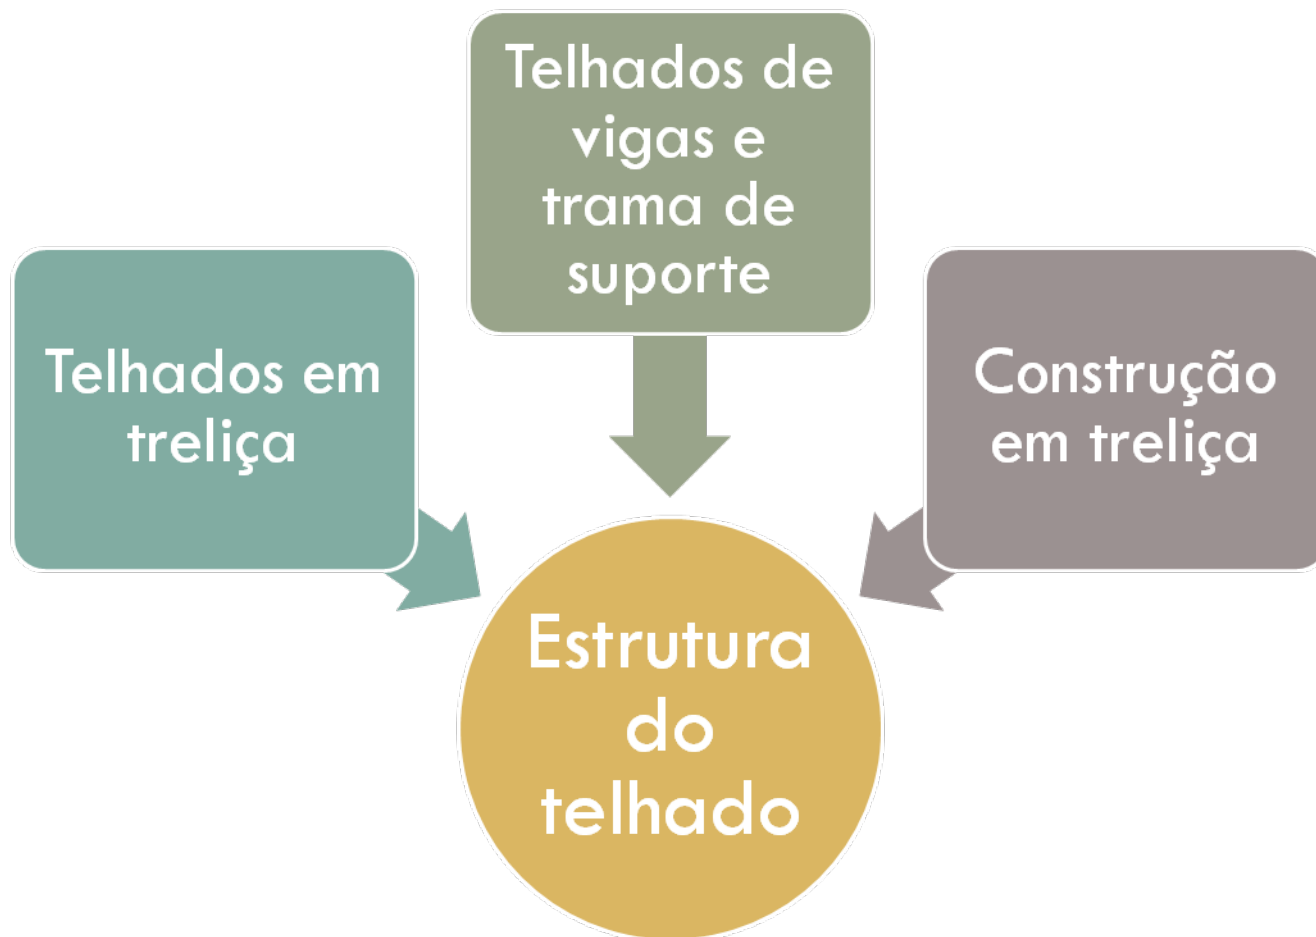 Telhados de
vigas e
trama de
suporte
Telhados em
treliça
Construção
em treliça
Estrutura
do
telhado